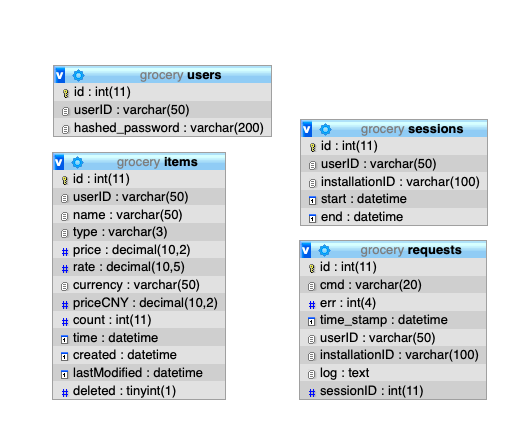 grocery users
id : int(11)
userID : varchar(50)
hashed_password : varchar(200)
grocery items
id : int(11)
userID : varchar(50)
name : varchar(50)
type : varchar(3)
price : decimal(10,2)
rate : decimal(10,5)
currency : varchar(50)
priceCNY : decimal(10,2)
count : int(11)
time : datetime
created : datetime
lastModified : datetime
deleted : tinyint(1)
grocery sessions
id : int(11)
userID : varchar(50)
installationID : varchar(100)
start : datetime
end : datetime
grocery requests
id : int(11)
cmd : varchar(20)
err : int(4)
time_stamp : datetime
userID : varchar(50)
installationID : varchar(100)
log : text
sessionID : int(11)